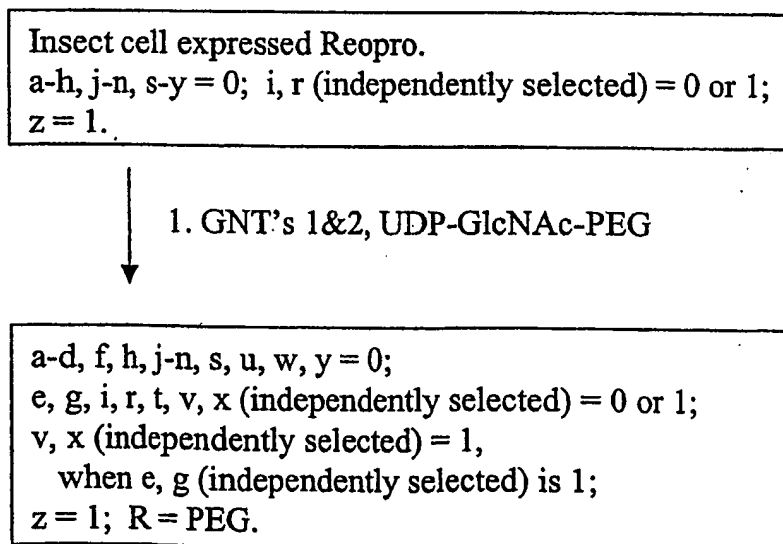 Insect cell expressed Reopro.
a-h, j-n, s-y = 0; i, r (independently selected) = 0 or 1;
z = 1.
1. GNT's 1&2, UDP-GlcNAc-PEG
a-d, f, h, j-n, s, u, w, y = 0;
e, g, i, r, t, v, x (independently selected) = 0 or 1;
v, x (independently selected) = 1,
when e, g (independently selected) is 1;
z = 1; R = PEG.